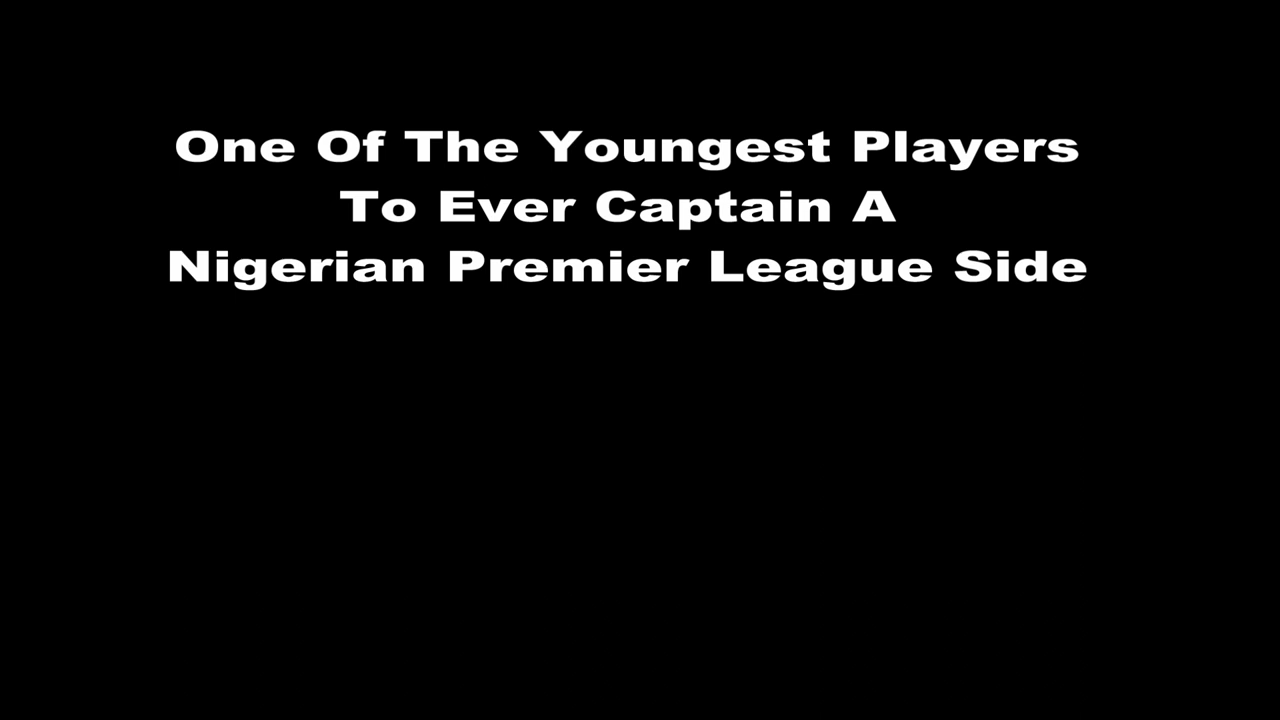 One Of The Youngest Players
To Ever Captain A
Nigerian Premier League Side